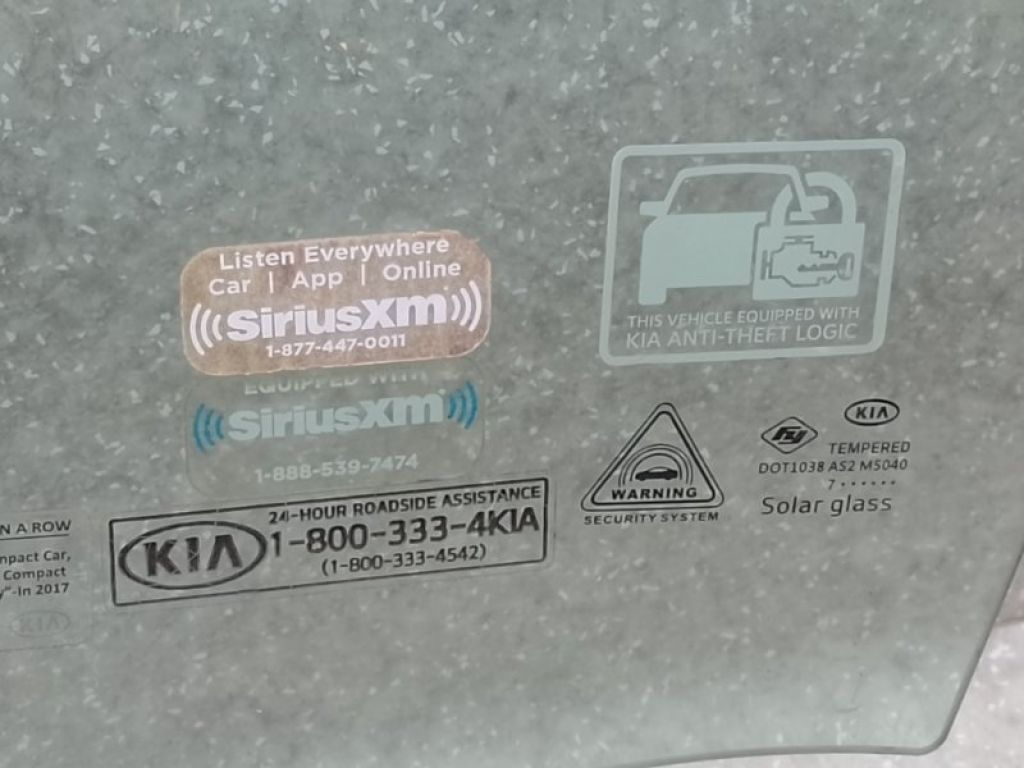 Listen Everywhere
Car | App | Online
SiriusXM
1-877-447-0011
EQUIPPED WITH
SiriusXM
1-888-539-7474
THIS VEHICLE EQUIPPED WITH
KIA ANTI-THEFT LOGIC
WARNING
SECURITY SYSTEM
KIA
TEMPERED
DOT1038 AS2 M5040
7 · · · · · ·
Solar glass
KIA
24-HOUR ROADSIDE ASSISTANCE
1-800-333-4KIA
(1-800-333-4542)
N A ROW
mpact Car,
Compact
y"-In 2017
KIA